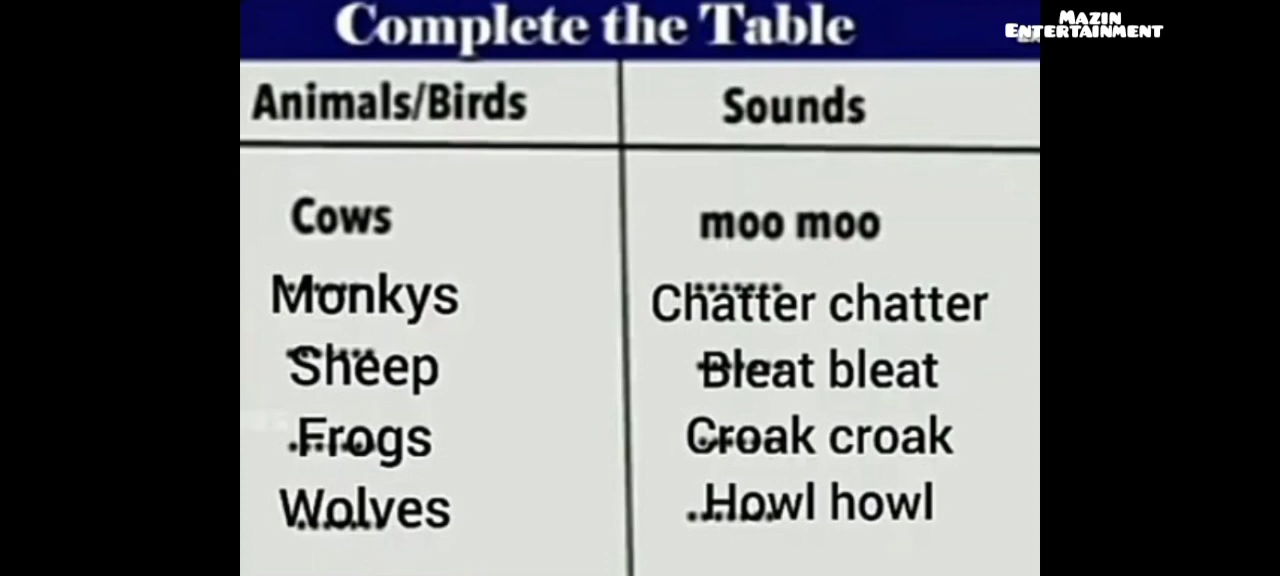 Complete the Table
MAZIN
ENTERTAINMENT
Animals/Birds Sounds
Cows moo moo
Monkys Chatter chatter
Sheep Bleat bleat
Frogs Croak croak
Wolves Howl howl